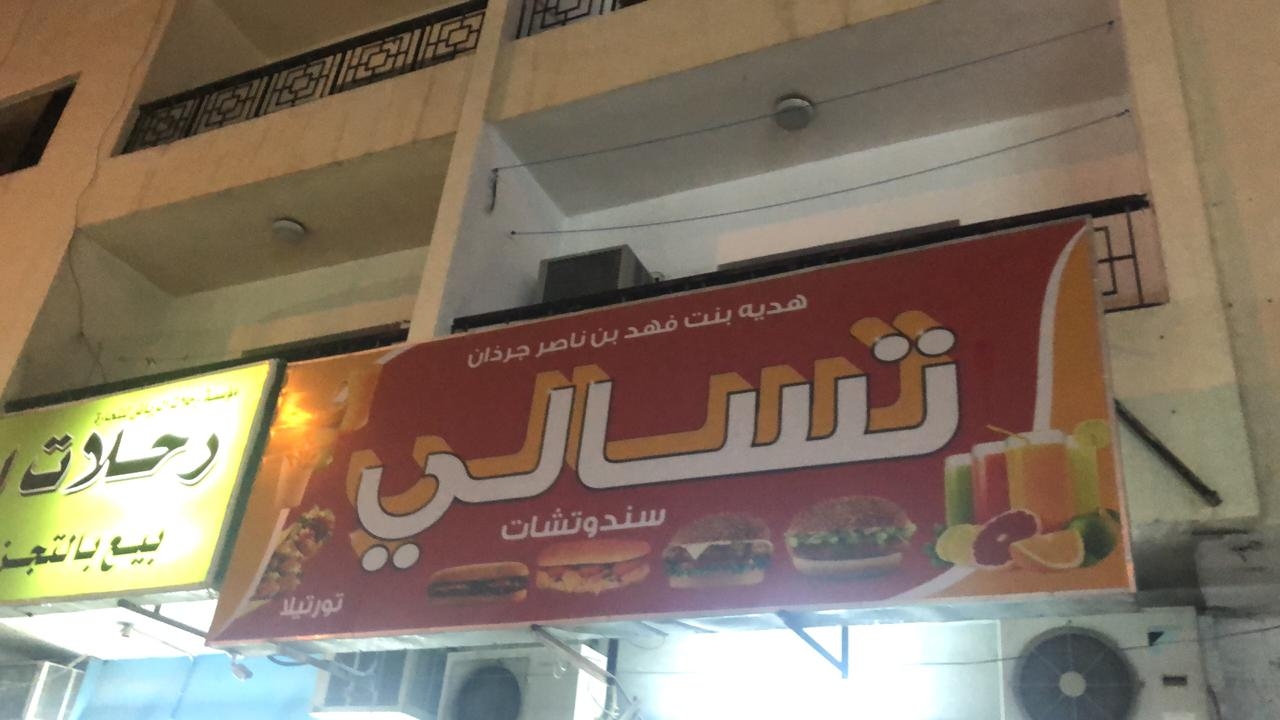 هديه بنت فهد بن ناصر جرذان
تسالي
سندوتشات
تورتيلا
رحلات
بيع بالتجز